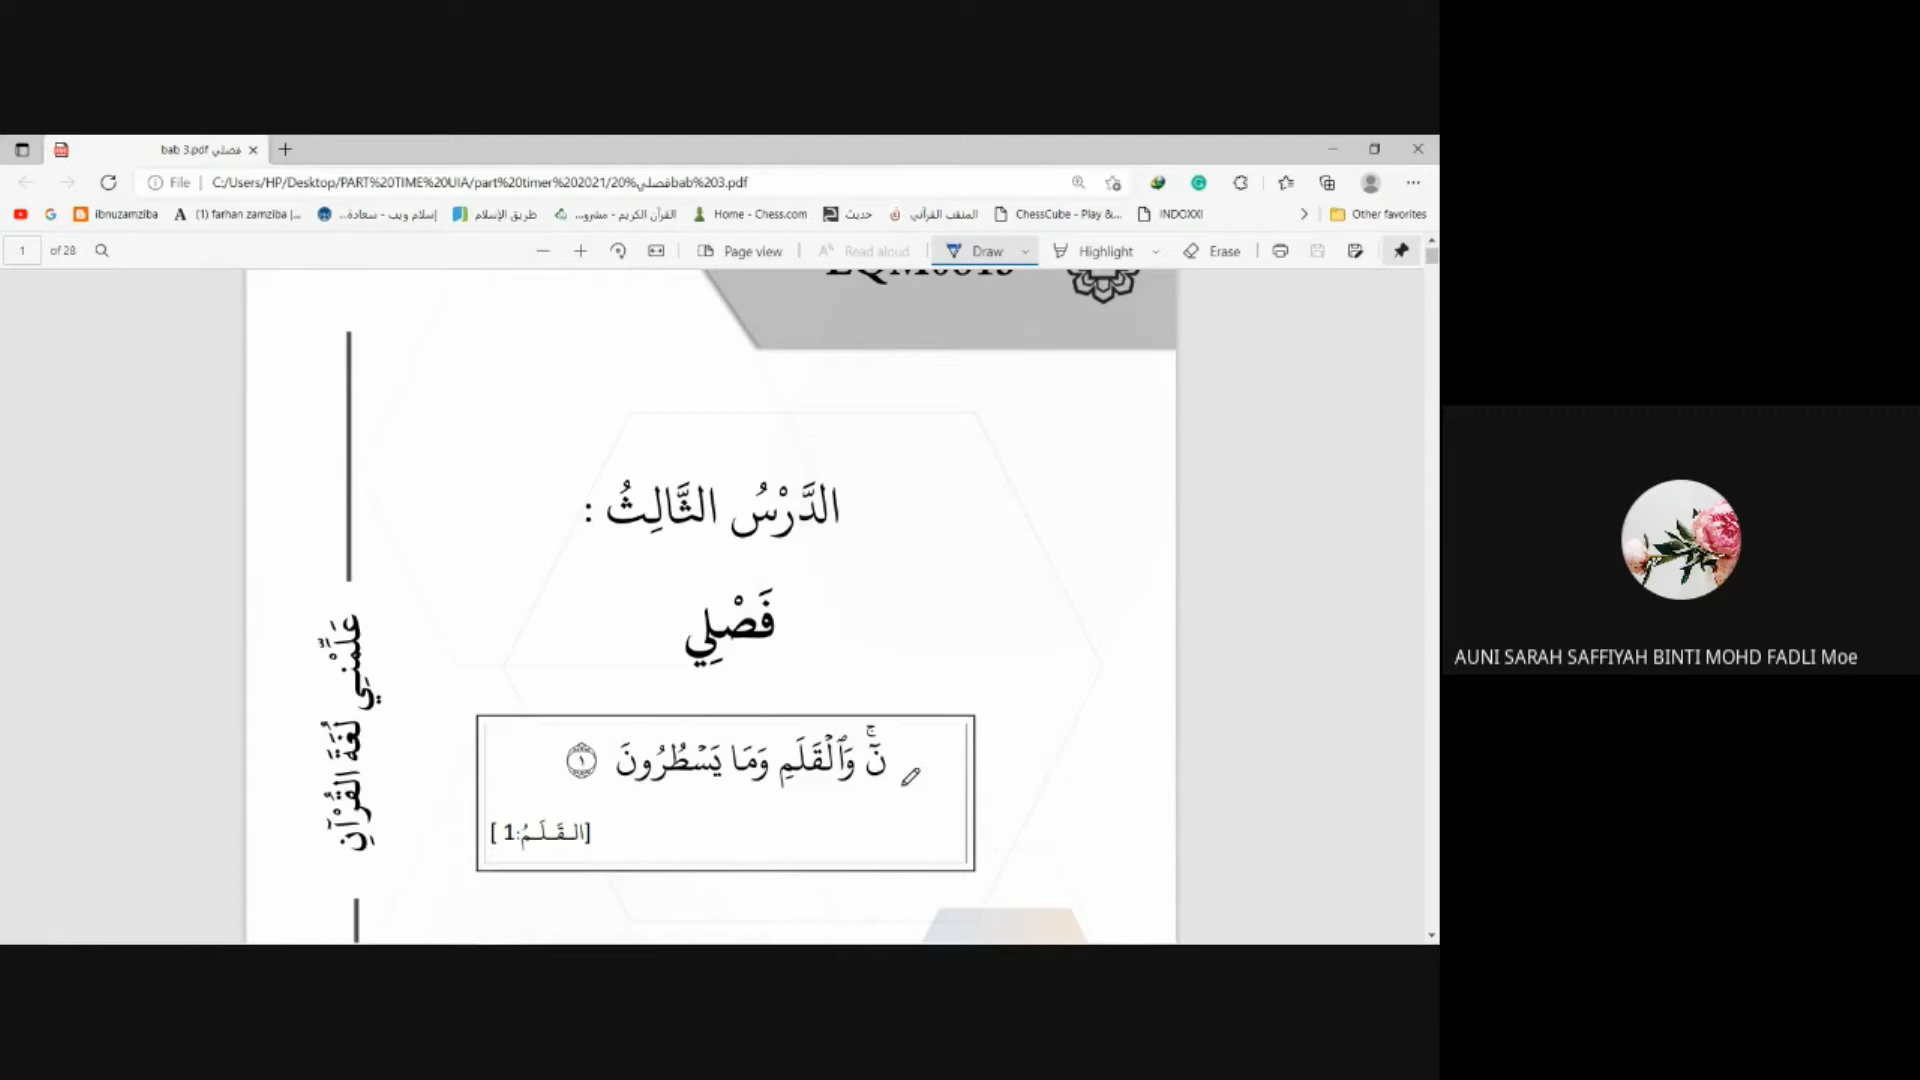 bab 3.pdf فصلي
File
C:/Users/HP/Desktop/PART%20TIME%20UIA/part%20timer%202021/20%فصليbab%203.pdf
ibnuzamziba
(1) farhan zamziba |...
إسلام ويب - سعادة...
طريق الإسلام
القرآن الكريم - مشرو...
Home - Chess.com
حديث
المنقب القرآني
ChessCube - Play &...
INDOXXI
Other favorites
1 of 28
Page view
Read aloud
Draw
Highlight
Erase
الدَّرْسُ الثَّالِثُ :
فَصْلِي
نٓۚ وَٱلْقَلَمِ وَمَا يَسْطُرُونَ ١
[القَلَمُ:1 ]
عَلِّمْنِي لُغَةَ القُرْآنِ
AUNI SARAH SAFFIYAH BINTI MOHD FADLI Moe